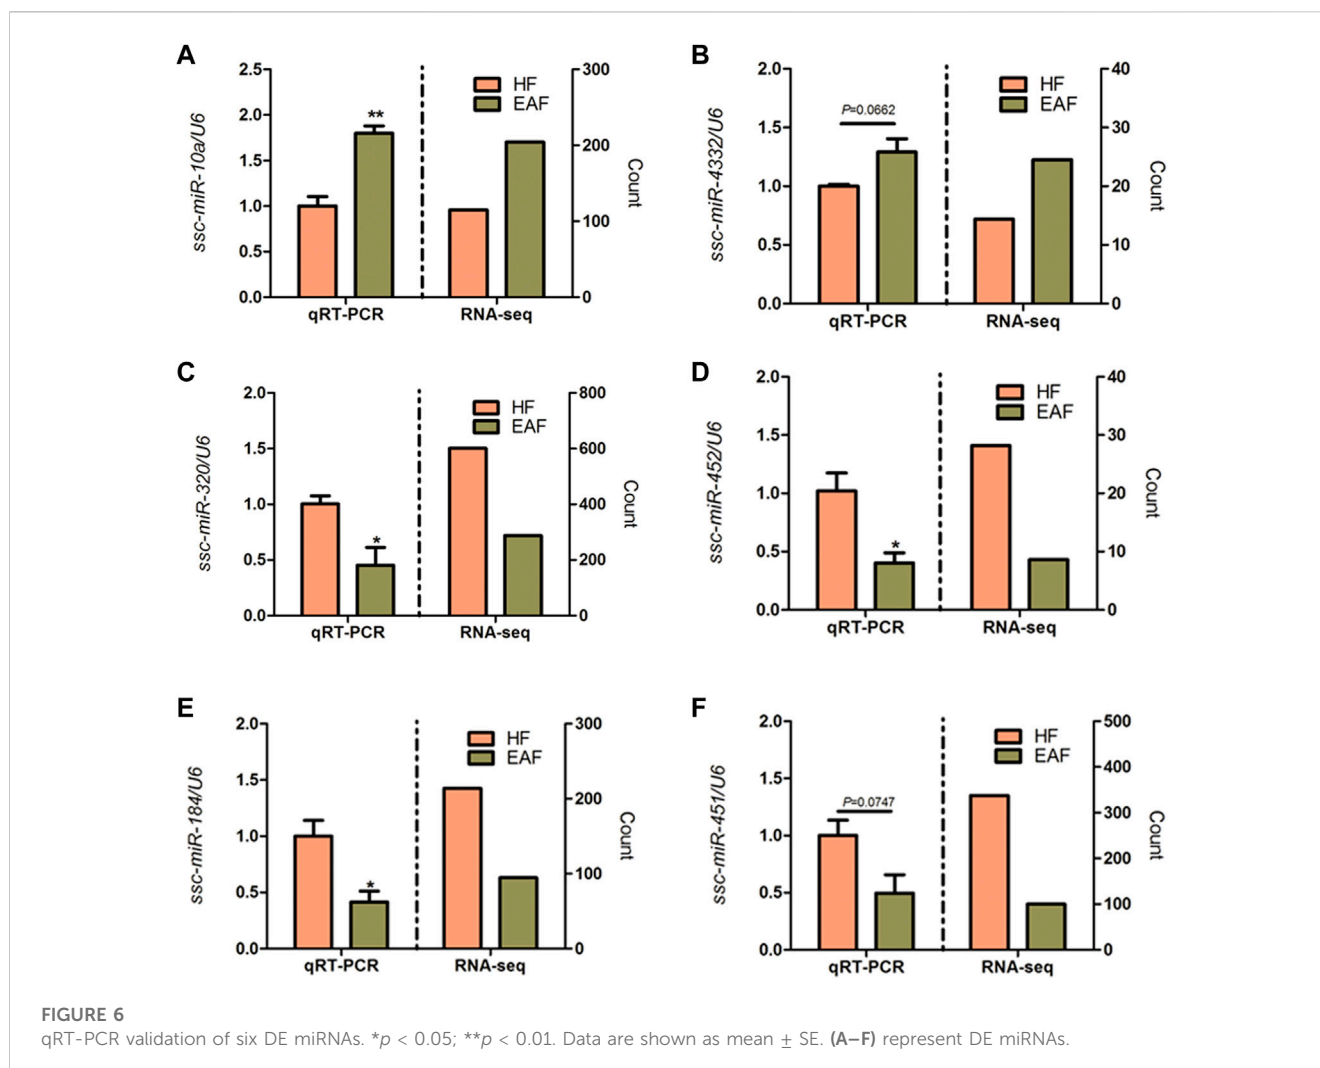 A
2.5
2.0
1.5
1.0
0.5
0.0
ssc-miR-10a/U6
**
HF
EAF
300
200
100
0
Count
qRT-PCR
RNA-seq
B
2.0
1.5
1.0
0.5
0.0
ssc-miR-4332/U6
P=0.0662
HF
EAF
40
30
20
10
0
Count
qRT-PCR
RNA-seq
C
2.0
1.5
1.0
0.5
0.0
ssc-miR-320/U6
*
HF
EAF
800
600
400
200
0
Count
qRT-PCR
RNA-seq
D
2.0
1.5
1.0
0.5
0.0
ssc-miR-452/U6
*
HF
EAF
40
30
20
10
0
Count
qRT-PCR
RNA-seq
E
2.0
1.5
1.0
0.5
0.0
ssc-miR-184/U6
*
HF
EAF
300
200
100
0
Count
qRT-PCR
RNA-seq
F
2.0
1.5
1.0
0.5
0.0
ssc-miR-451/U6
P=0.0747
HF
EAF
500
400
300
200
100
0
Count
qRT-PCR
RNA-seq
FIGURE 6
qRT-PCR validation of six DE miRNAs. *p < 0.05; **p < 0.01. Data are shown as mean ± SE. (A–F) represent DE miRNAs.